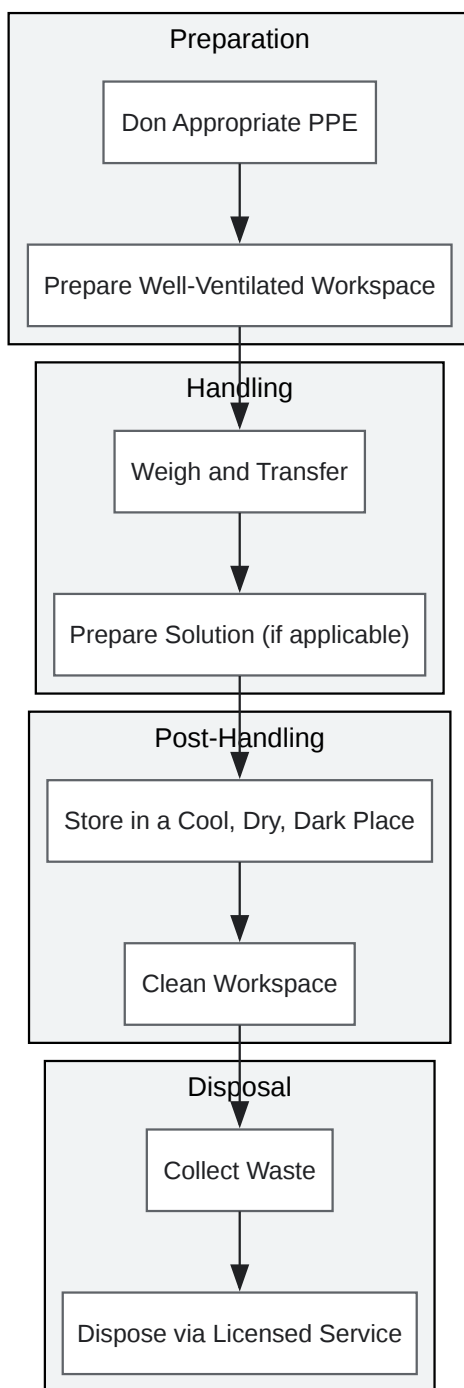 Preparation
Don Appropriate PPE
Prepare Well-Ventilated Workspace
Handling
Weigh and Transfer
Prepare Solution (if applicable)
Post-Handling
Store in a Cool, Dry, Dark Place
Clean Workspace
Disposal
Collect Waste
Dispose via Licensed Service